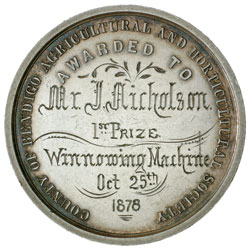 COUNTY OF BENDIGO AGRICULTURAL AND HORTICULTURAL SOCIETY
AWARDED TO
Mr. J. Nicholson.
1ST PRIZE
Winnowing Machine
Oct 25th
1878